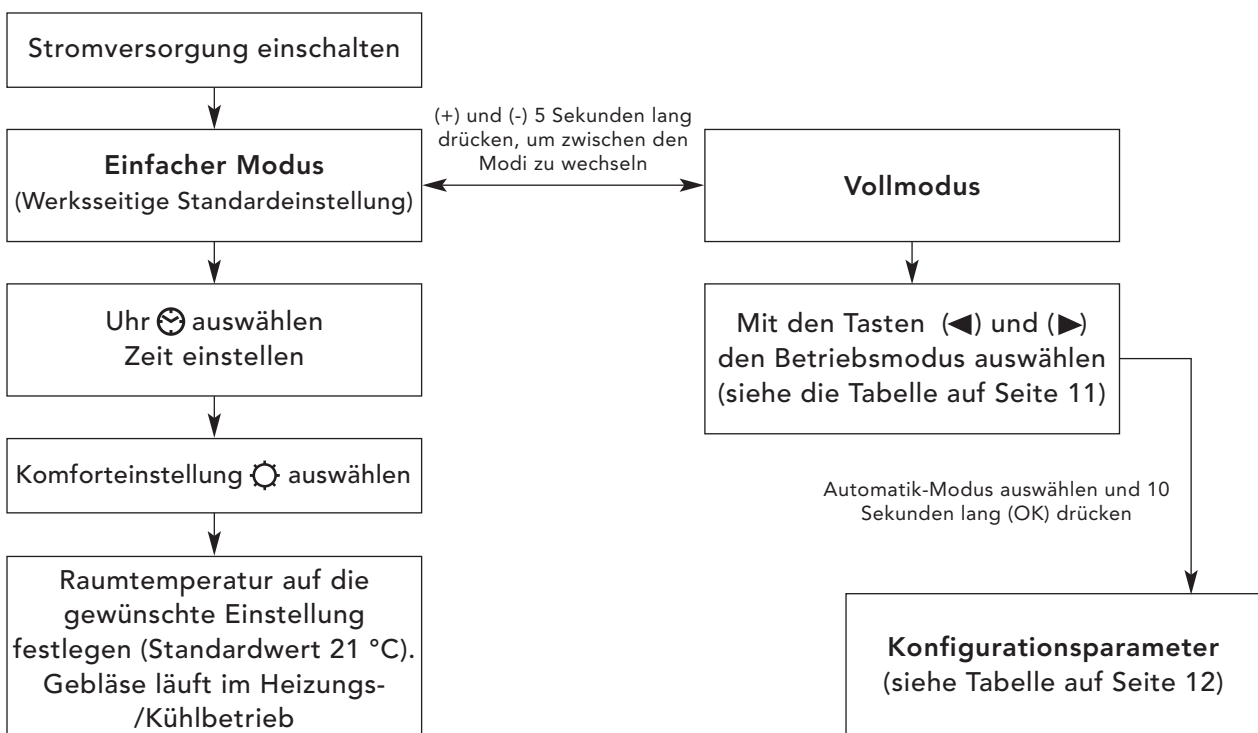 Stromversorgung einschalten
(+) und (-) 5 Sekunden lang
drücken, um zwischen den
Modi zu wechseln
Einfacher Modus
(Werksseitige Standardeinstellung)
Vollmodus
Uhr auswählen
Zeit einstellen
Mit den Tasten (◀) und (▶)
den Betriebsmodus auswählen
(siehe die Tabelle auf Seite 11)
Komforteinstellung auswählen
Automatik-Modus auswählen und 10
Sekunden lang (OK) drücken
Raumtemperatur auf die
gewünschte Einstellung
festlegen (Standardwert 21 °C).
Gebläse läuft im Heizungs-
/Kühlbetrieb
Konfigurationsparameter
(siehe Tabelle auf Seite 12)